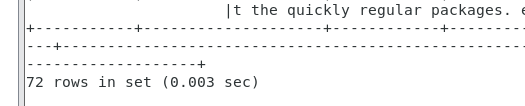 |t the quickly regular packages. e
+-----------+-------------------+-----------+--------
---+-------------------------------------------------
------------------+
72 rows in set (0.003 sec)